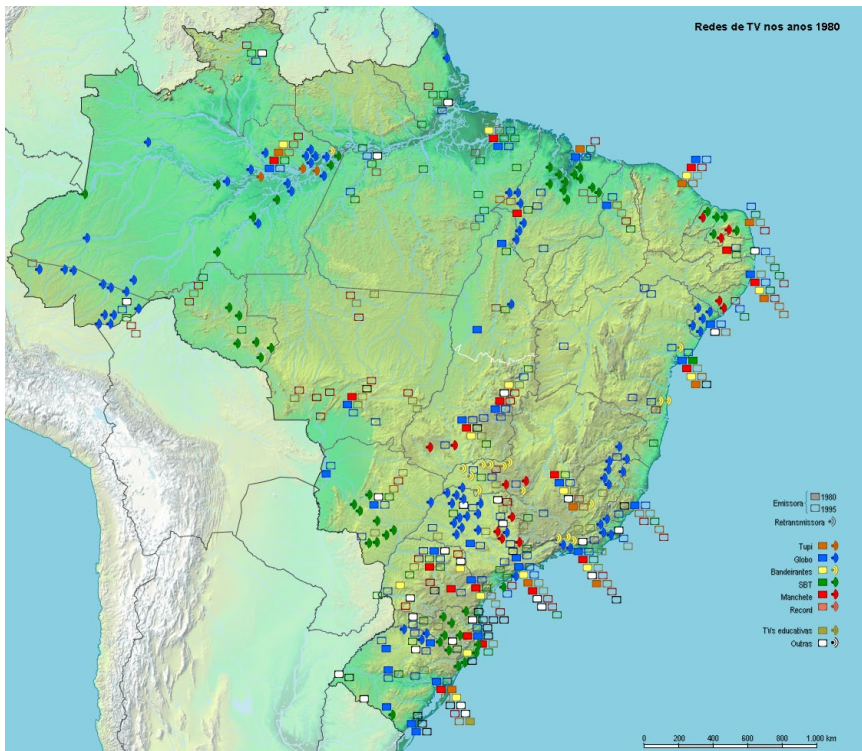 Redes de TV nos anos 1980
Emissora
1980
1995
Retransmissora
Tupi
Globo
Bandeirantes
SBT
Manchete
Record
TVs educativas
Outras
0 200 400 600 800 1.000 km